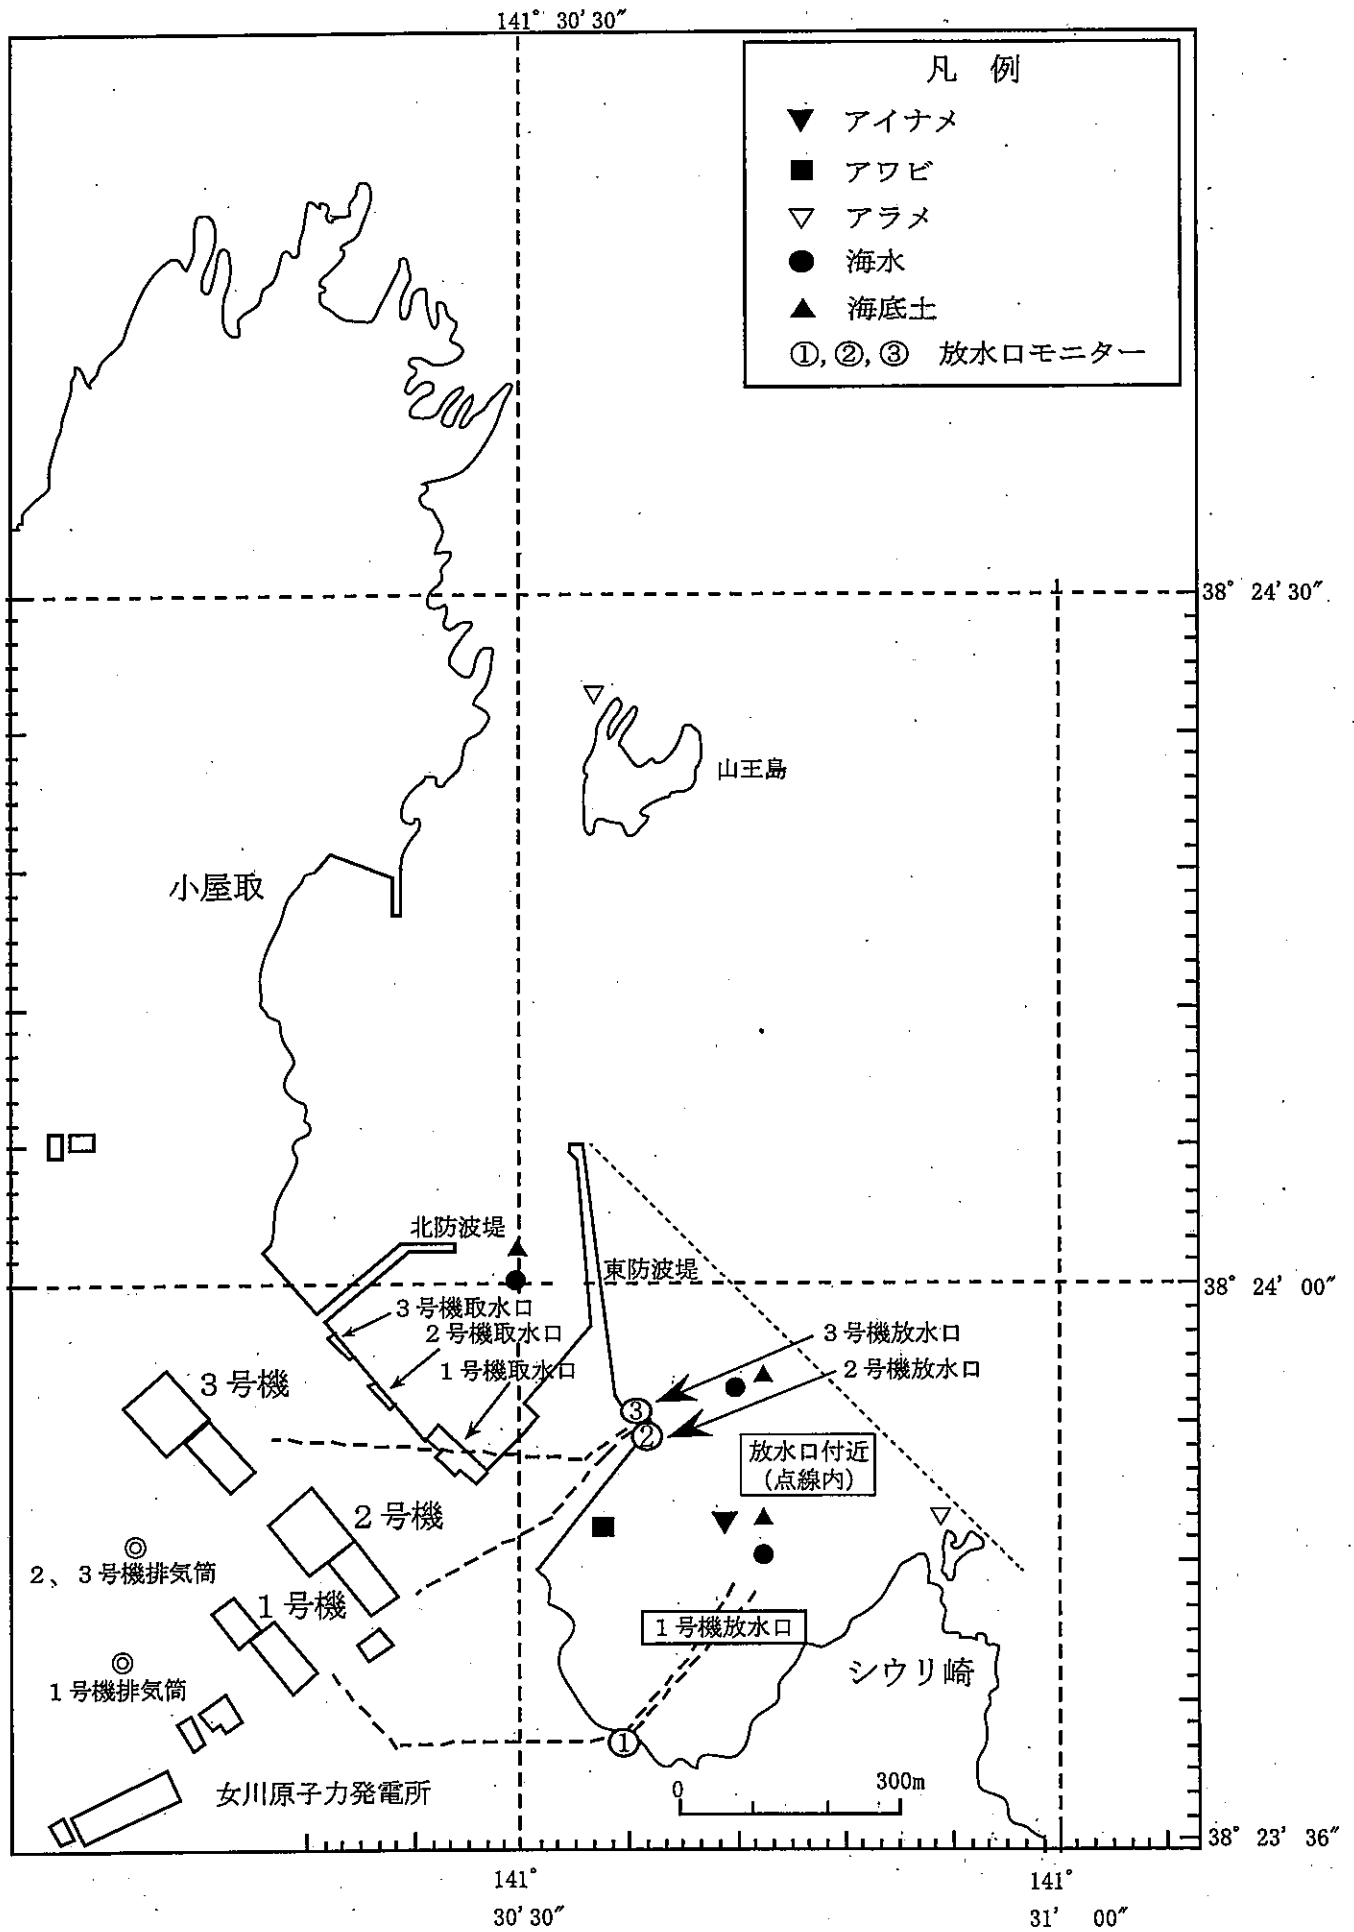 141° 30′30″
凡 例
▼ アイナメ
■ アワビ
▽ アラメ
● 海水
▲ 海底土
①,②,③ 放水口モニター
38° 24′30″
山王島
小屋取
北防波堤
東防波堤
38° 24′ 00″
3号機取水口
2号機取水口
1号機取水口
3号機放水口
2号機放水口
3号機
③
②
放水口付近
(点線内)
2号機
2、3号機排気筒
1号機
1号機放水口
シウリ崎
1号機排気筒
①
女川原子力発電所
0 300m
38° 23′ 36″
141°
30′30″
141°
31′ 00″